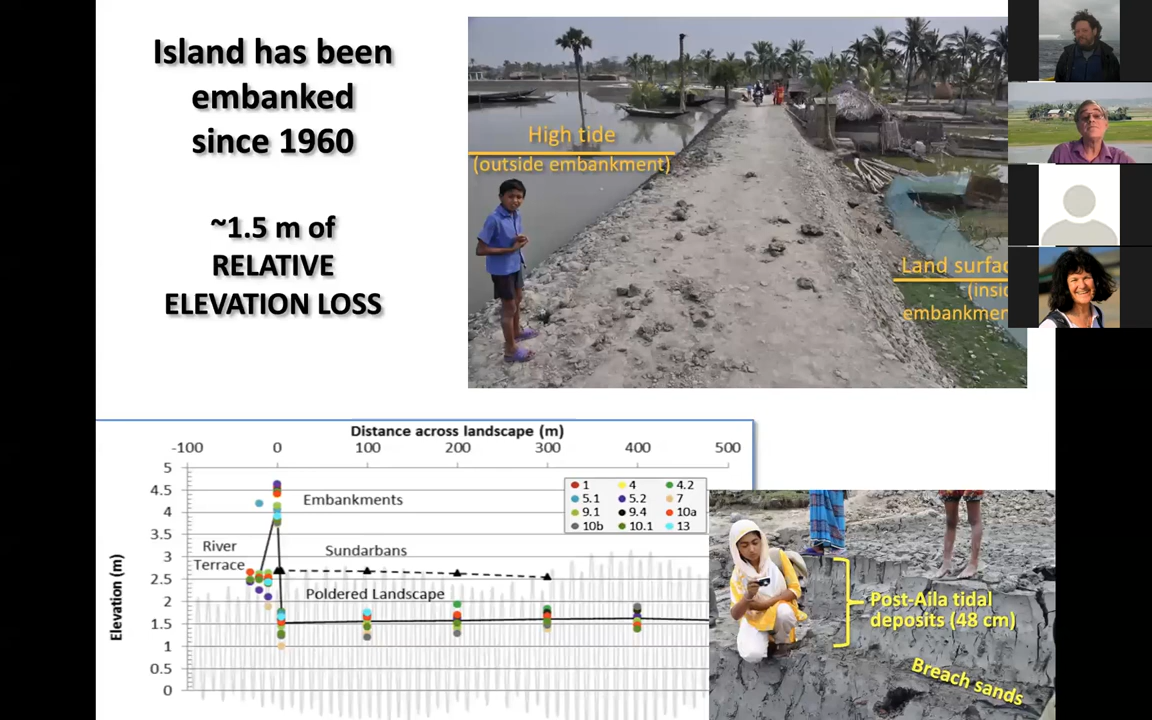 Island has been
embanked
since 1960
~1.5 m of
RELATIVE
ELEVATION LOSS
High tide
(outside embankment)
Land surfac
(insid
embankmen
Distance across landscape (m)
-100 0 100 200 300 400 500
Elevation (m)
5
4.5
4
3.5
3
2.5
2
1.5
1
0.5
0
Embankments
River
Terrace
Sundarbans
Poldered Landscape
1 4 4.2
5.1 5.2 7
9.1 9.4 10a
10b 10.1 13
Post-Aila tidal
deposits (48 cm)
Breach sands